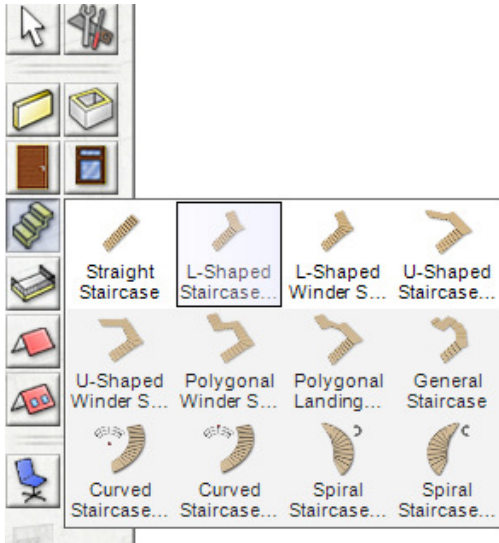 Straight L-Shaped L-Shaped U-Shaped
Staircase Staircase... Winder S... Staircase...
U-Shaped Polygonal Polygonal General
Winder S... Winder S... Landing... Staircase
Curved Curved Spiral Spiral
Staircase... Staircase... Staircase... Staircase...